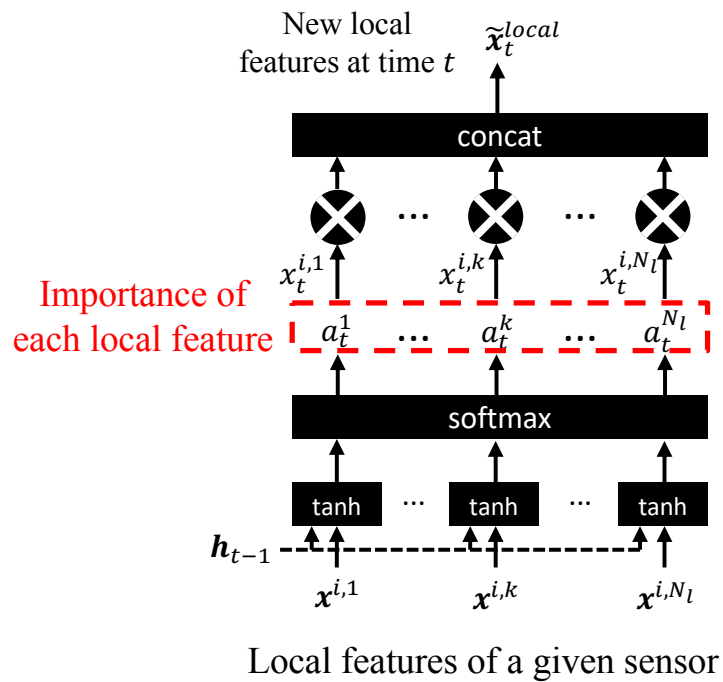 New local
features at time t
x̃_t^{local}
concat
... ...
x_t^{i,1} x_t^{i,k} x_t^{i,N_l}
Importance of
each local feature
a_t^1 ... a_t^k ... a_t^{N_l}
softmax
tanh ... tanh ... tanh
h_{t−1}
x^{i,1} x^{i,k} x^{i,N_l}
Local features of a given sensor